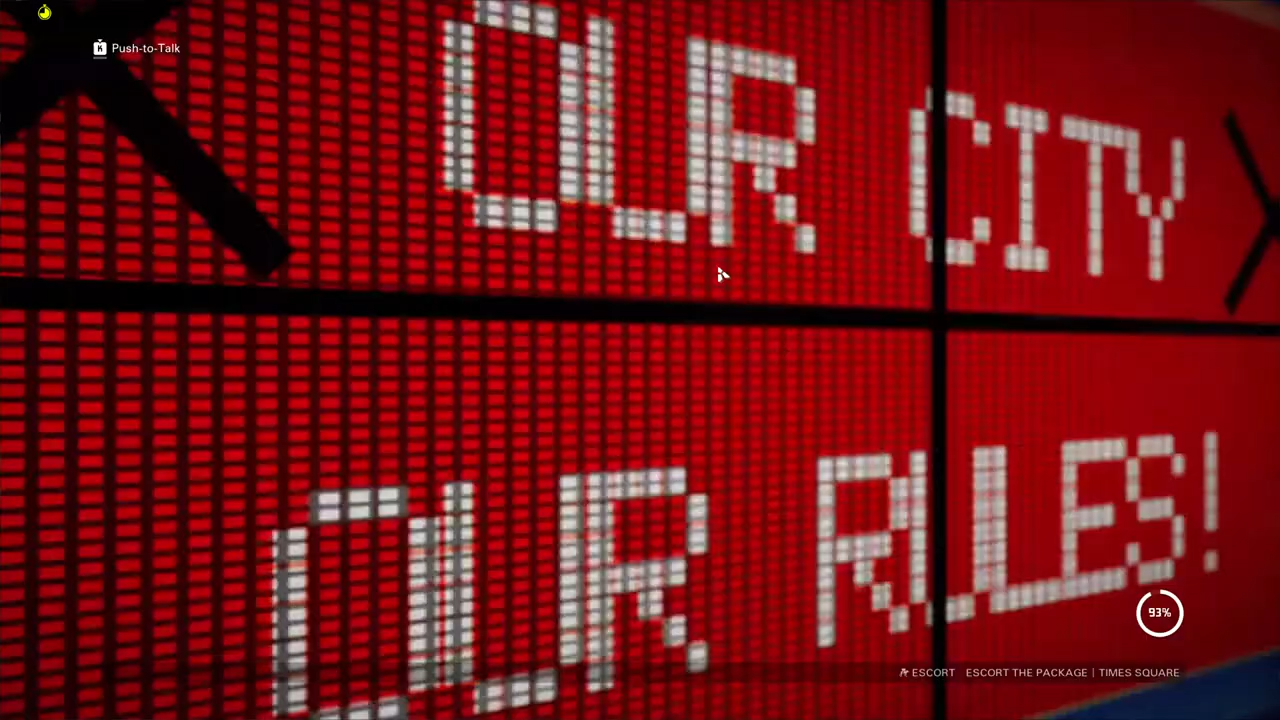 K Push-to-Talk
OUR CITY
OUR RULES!
93%
ESCORT ESCORT THE PACKAGE | TIMES SQUARE